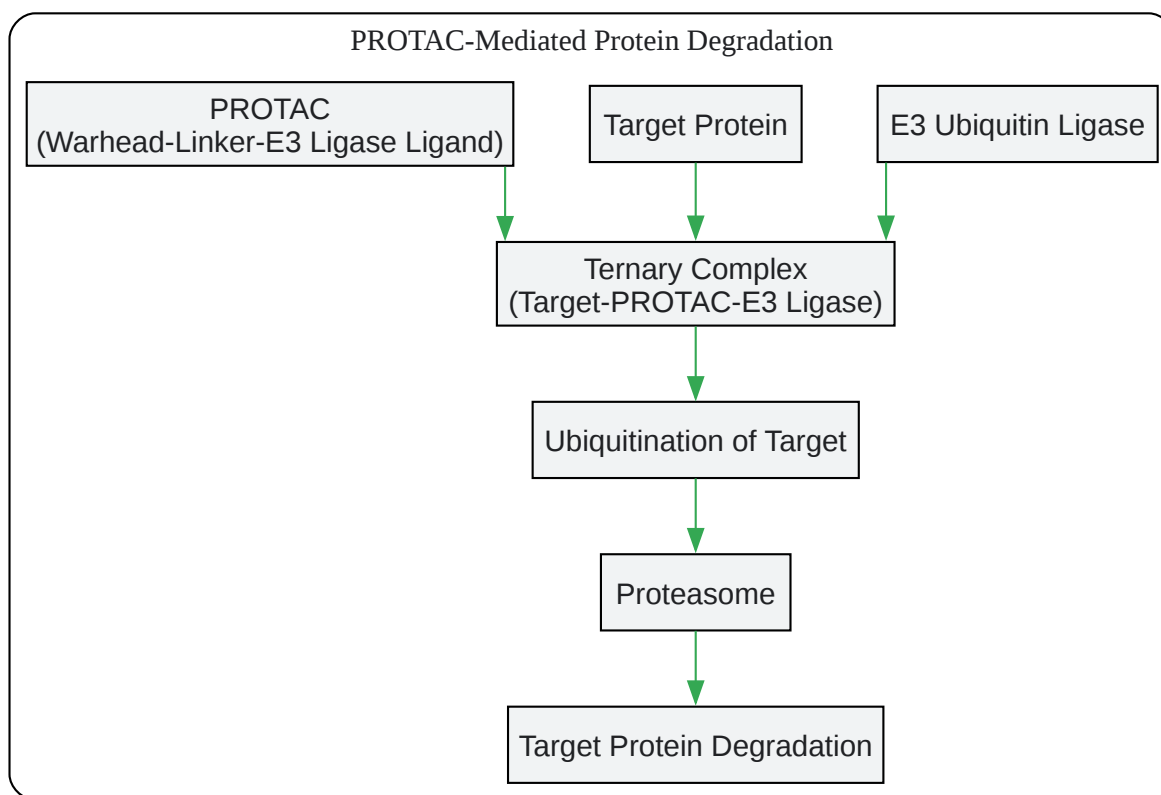 PROTAC-Mediated Protein Degradation
PROTAC
(Warhead-Linker-E3 Ligase Ligand)
Target Protein
E3 Ubiquitin Ligase
Ternary Complex
(Target-PROTAC-E3 Ligase)
Ubiquitination of Target
Proteasome
Target Protein Degradation